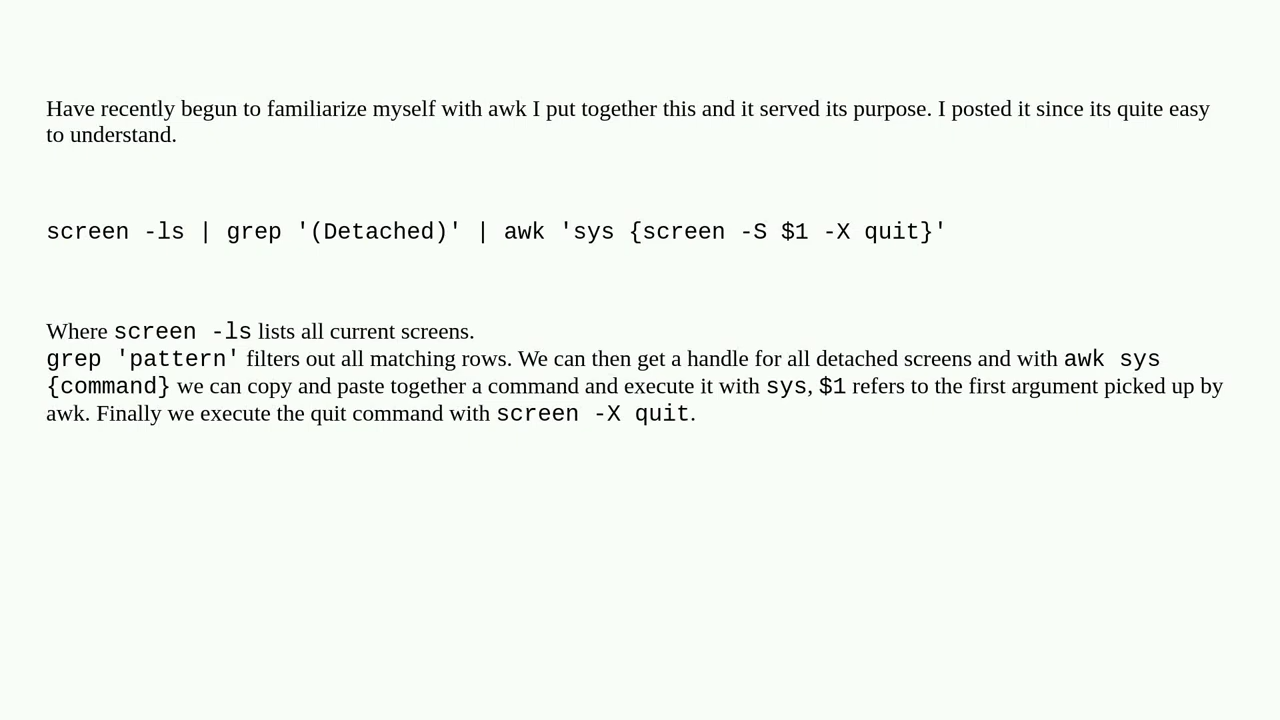 Have recently begun to familiarize myself with awk I put together this and it served its purpose. I posted it since its quite easy
to understand.
screen -ls | grep '(Detached)' | awk 'sys {screen -S $1 -X quit}'
Where screen -ls lists all current screens.
grep 'pattern' filters out all matching rows. We can then get a handle for all detached screens and with awk sys
{command} we can copy and paste together a command and execute it with sys, $1 refers to the first argument picked up by
awk. Finally we execute the quit command with screen -X quit.